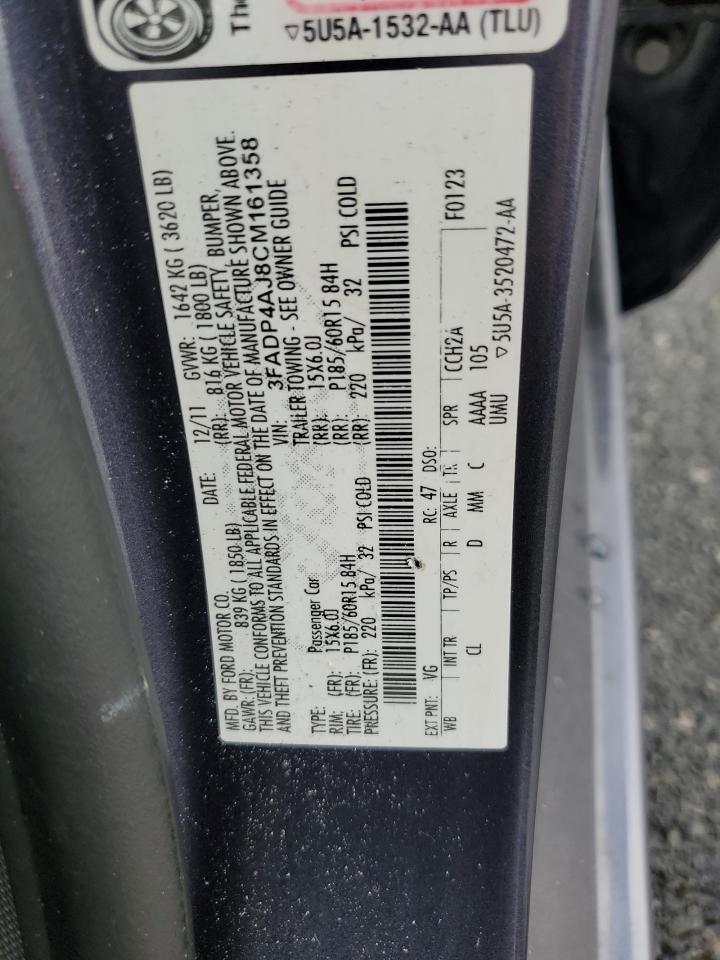 The
▽5U5A-1532-AA (TLU)
MFD. BY FORD MOTOR CO. DATE: 12/11 GVWR: 1642 KG ( 3620 LB)
GAWR: (FR): 839 KG ( 1850 LB) (RR): 816 KG ( 1800 LB)
THIS VEHICLE CONFORMS TO ALL APPLICABLE FEDERAL MOTOR VEHICLE SAFETY, BUMPER,
AND THEFT PREVENTION STANDARDS IN EFFECT ON THE DATE OF MANUFACTURE SHOWN ABOVE.
VIN: 3FADP4AJ8CM161358
TYPE: Passenger Car TRAILER TOWING - SEE OWNER GUIDE
RIM: (FR): 15X6.0J (RR): 15X6.0J
TIRE: (FR): P185/60R15 84H (RR): P185/60R15 84H
PRESSURE: (FR): 220 kPa/ 32 PSI COLD (RR): 220 kPa/ 32 PSI COLD
EXT PNT: VG RC: 47 DSO: F0123
WB INT TR TP/PS R AXLE TR SPR CCH2A
CL D MM C AAAA 105
UMU
▽5U5A-3520472-AA